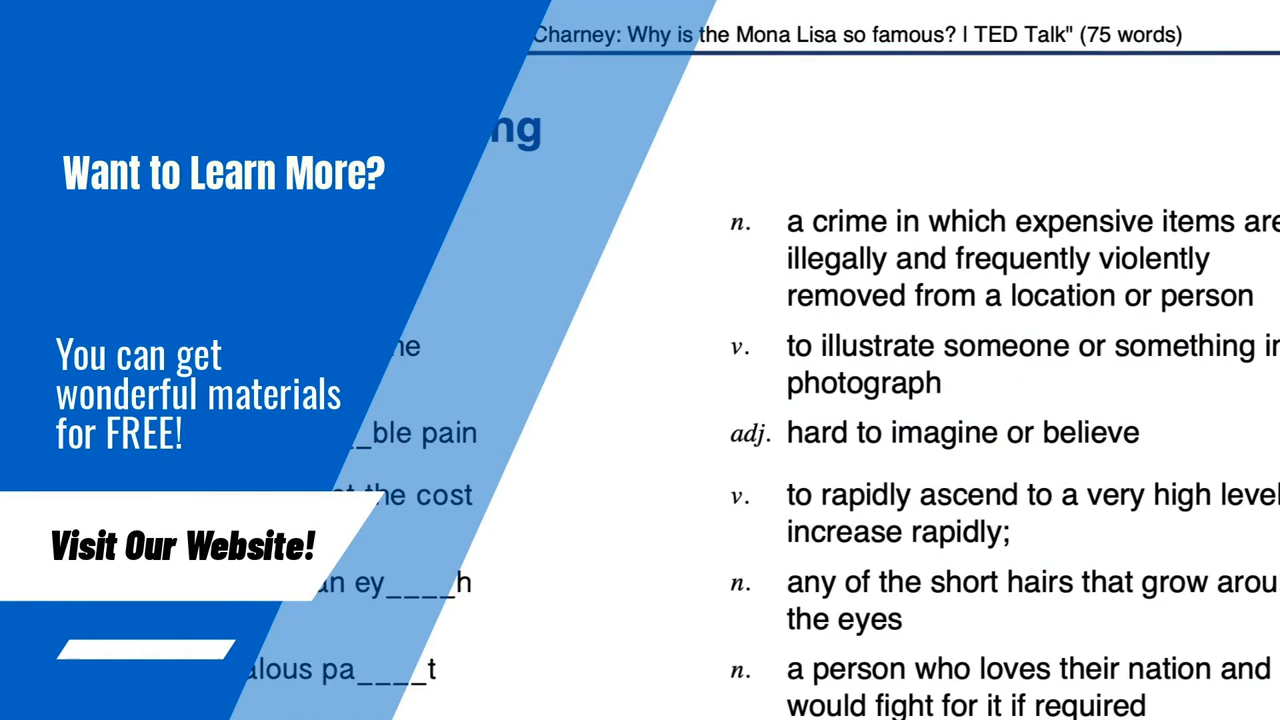 Charney: Why is the Mona Lisa so famous? | TED Talk" (75 words)
ng
Want to Learn More?
You can get
wonderful materials
for FREE!
Visit Our Website!
n. a crime in which expensive items are
illegally and frequently violently
removed from a location or person
he v. to illustrate someone or something in
photograph
_ble pain adj. hard to imagine or believe
the cost v. to rapidly ascend to a very high level
increase rapidly;
an ey____h n. any of the short hairs that grow arou
the eyes
alous pa____t n. a person who loves their nation and
would fight for it if required